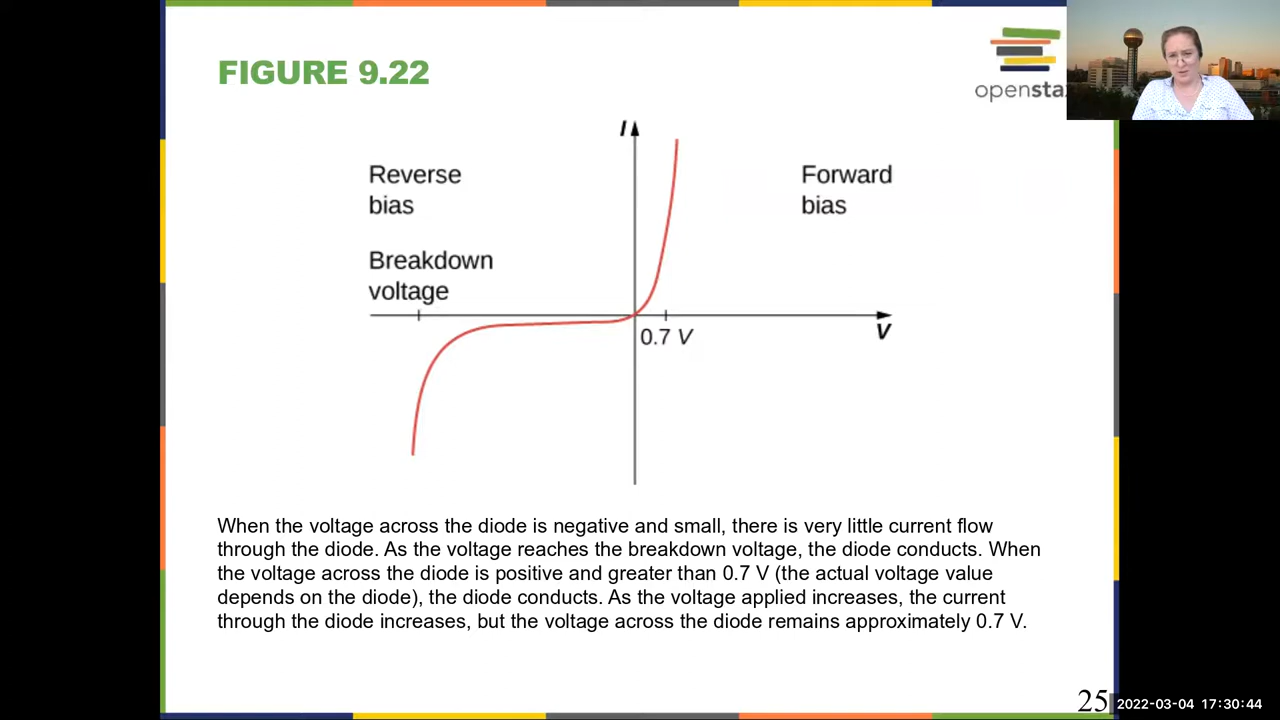 FIGURE 9.22
openstax
I
Reverse
bias
Forward
bias
Breakdown
voltage
0.7 V
V
When the voltage across the diode is negative and small, there is very little current flow
through the diode. As the voltage reaches the breakdown voltage, the diode conducts. When
the voltage across the diode is positive and greater than 0.7 V (the actual voltage value
depends on the diode), the diode conducts. As the voltage applied increases, the current
through the diode increases, but the voltage across the diode remains approximately 0.7 V.
25
2022-03-04 17:30:44